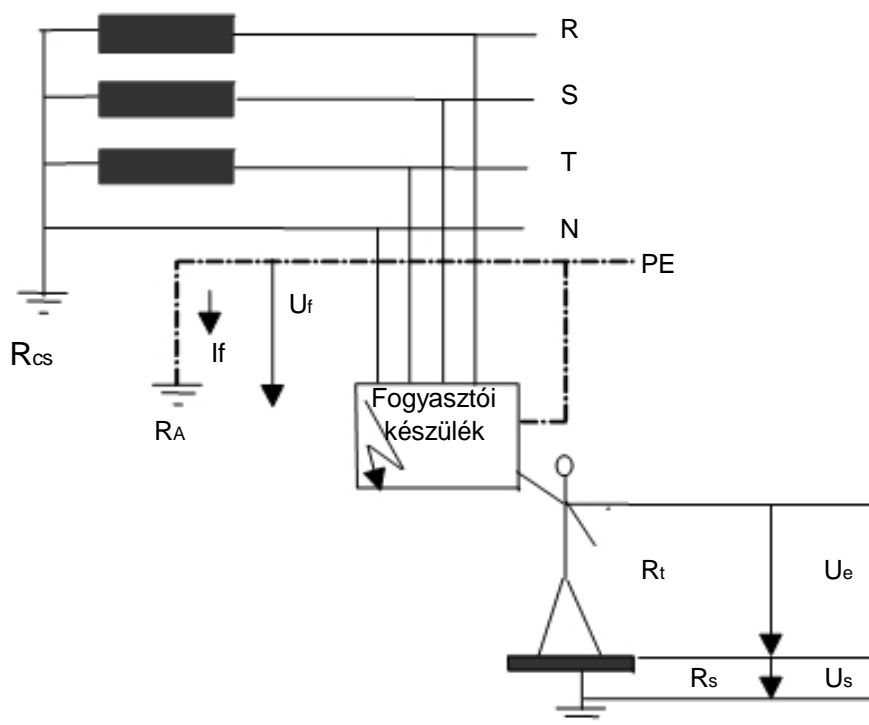 R
S
T
N
PE
Uf
If
Rcs
RA
Fogyasztói
készülék
Rt
Ue
Rs
Us